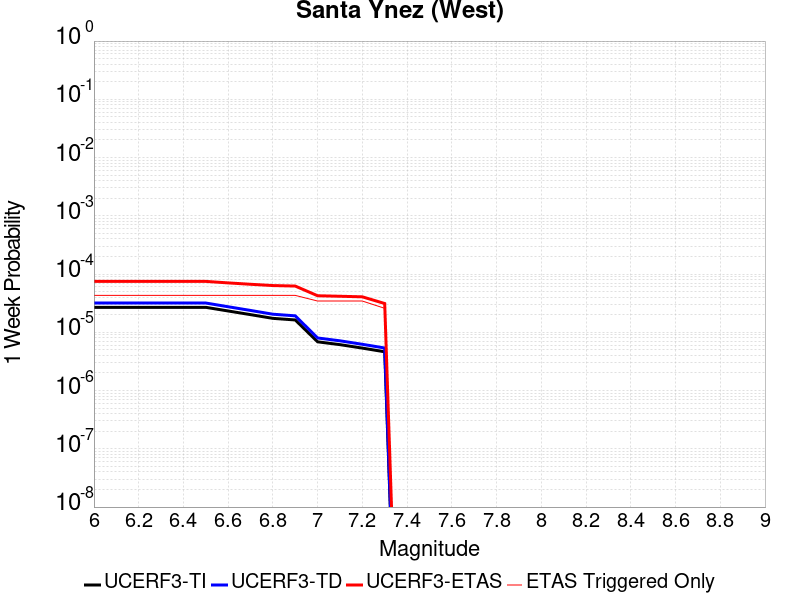 Santa Ynez (West)
10^0
10^-1
10^-2
10^-3
10^-4
10^-5
10^-6
10^-7
10^-8
1 Week Probability
6 6.2 6.4 6.6 6.8 7 7.2 7.4 7.6 7.8 8 8.2 8.4 8.6 8.8 9
Magnitude
UCERF3-TI UCERF3-TD UCERF3-ETAS ETAS Triggered Only